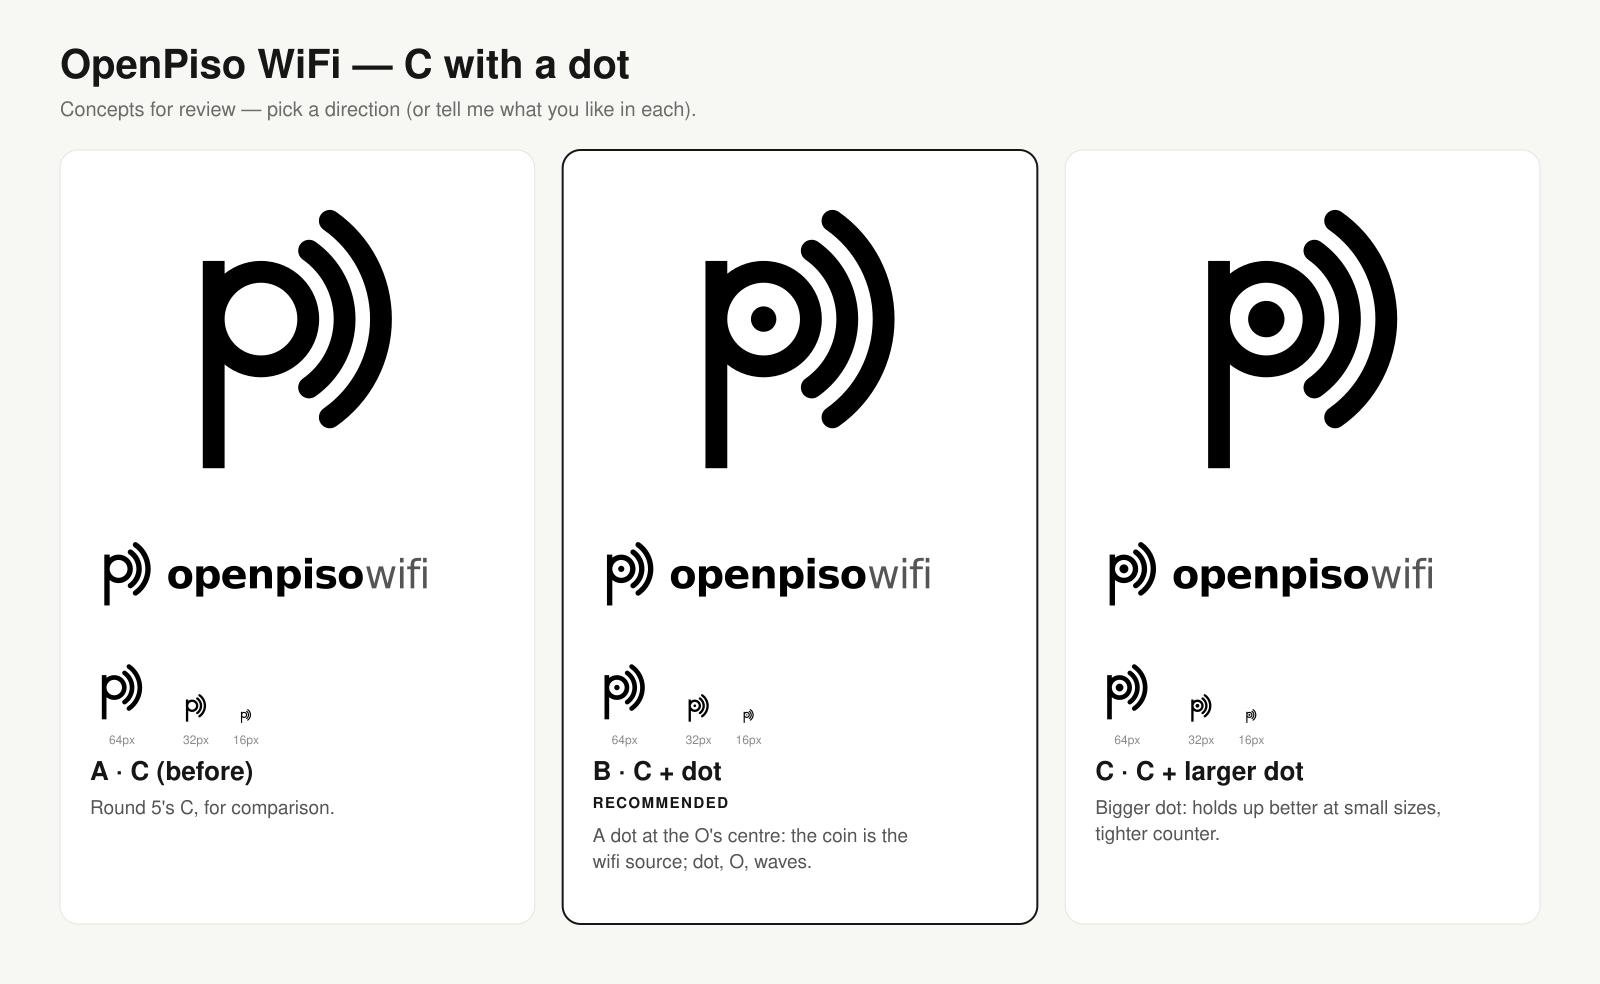 OpenPiso WiFi — C with a dot
Concepts for review — pick a direction (or tell me what you like in each).
openpisowifi
64px 32px 16px
A · C (before)
Round 5's C, for comparison.
openpisowifi
64px 32px 16px
B · C + dot
RECOMMENDED
A dot at the O's centre: the coin is the
wifi source; dot, O, waves.
openpisowifi
64px 32px 16px
C · C + larger dot
Bigger dot: holds up better at small sizes,
tighter counter.